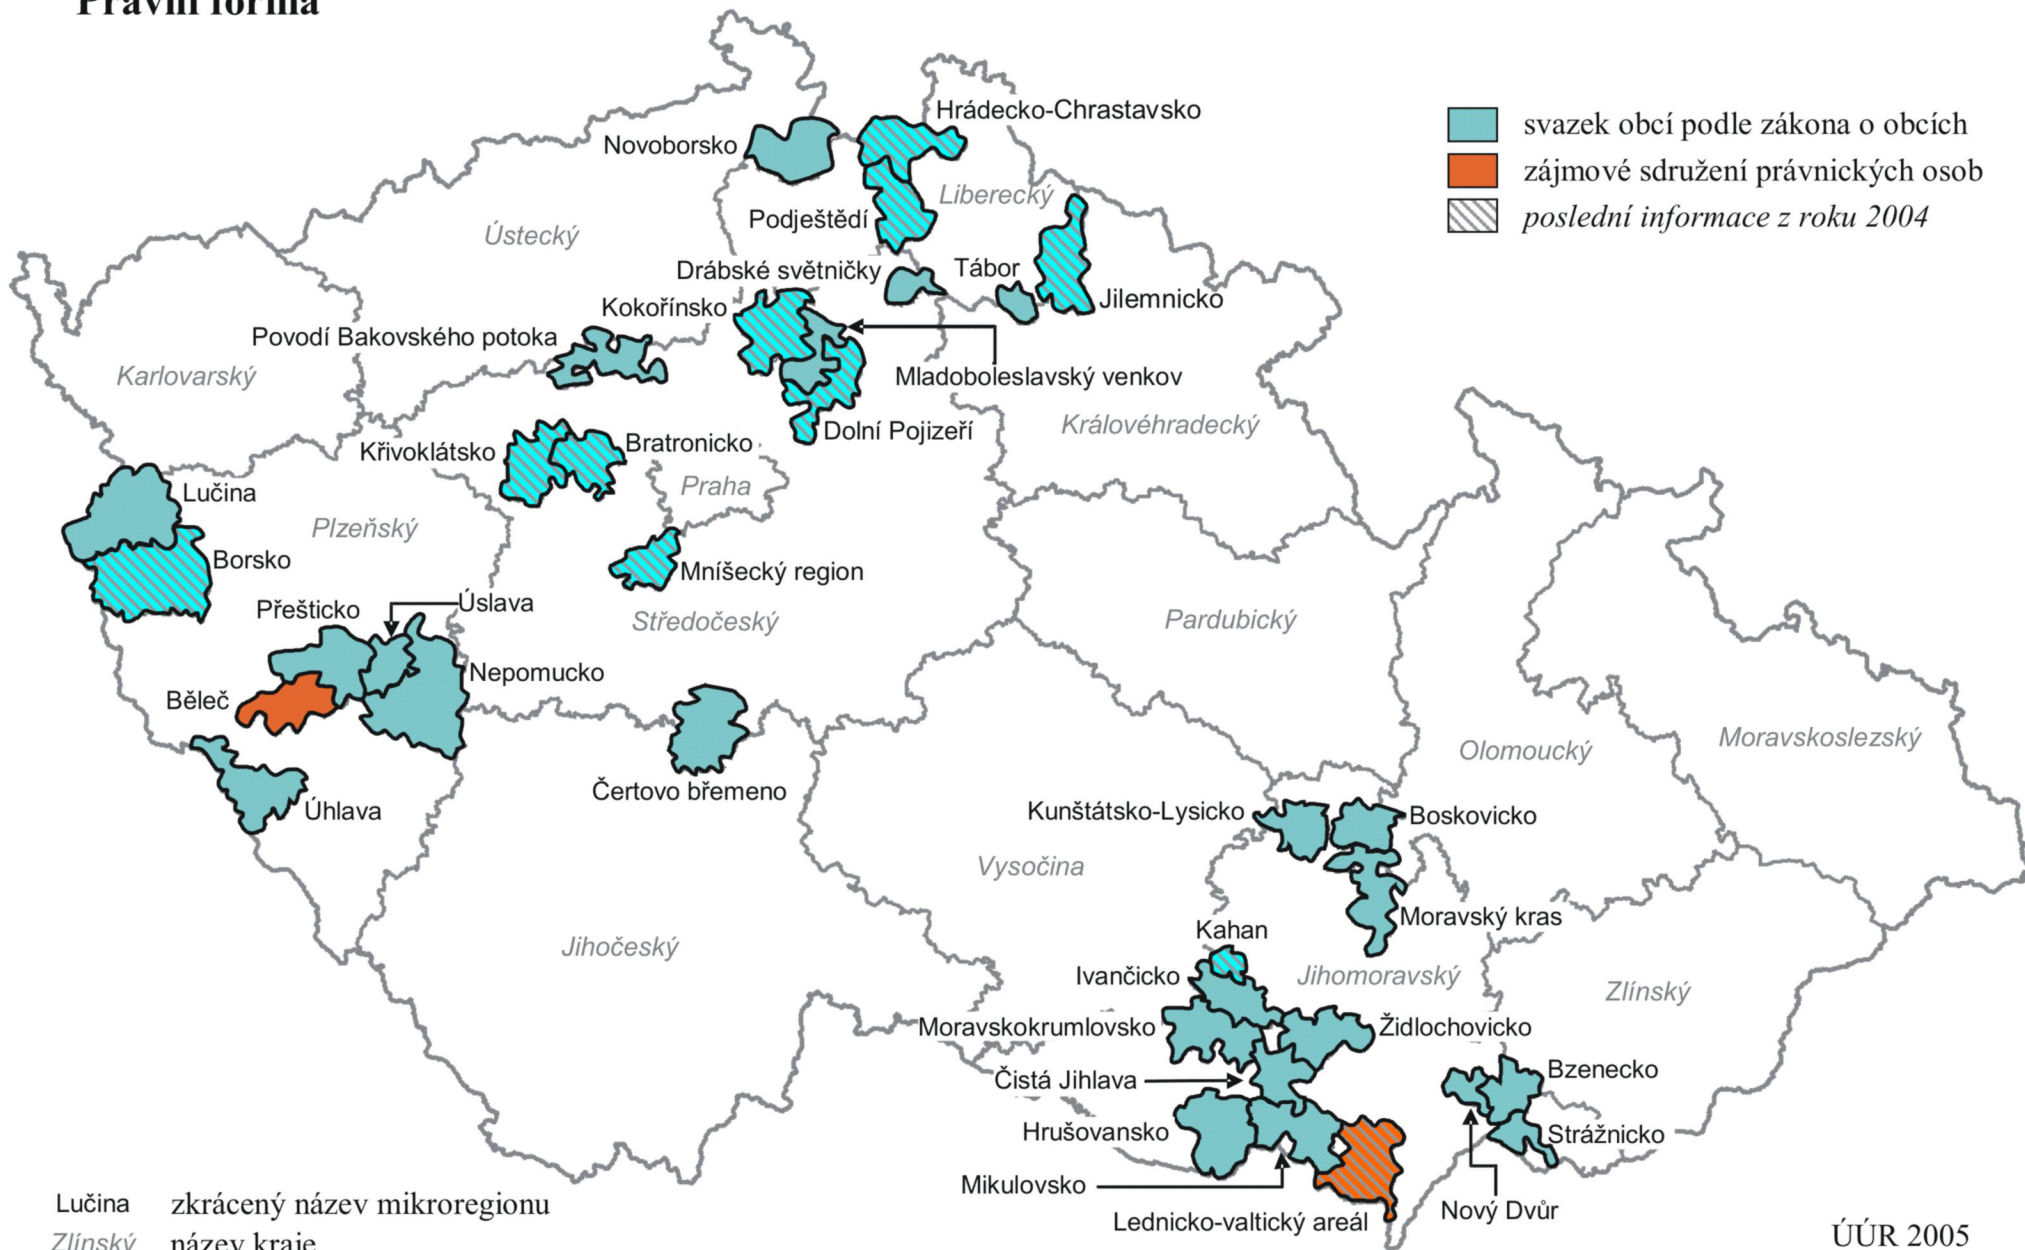 Právní forma
Hrádecko-Chrastavsko
svazek obcí podle zákona o obcích
Novoborsko
zájmové sdružení právnických osob
Liberecký
poslední informace z roku 2004
Podještědí
Ústecký
Drábské světničky
Tábor
Jilemnicko
Kokořínsko
Povodí Bakovského potoka
Karlovarský
Mladoboleslavský venkov
Královéhradecký
Dolní Pojizeří
Křivoklátsko
Bratronicko
Praha
Lučina
Plzeňský
Borsko
Mníšecký region
Přešticko
Úslava
Středočeský
Pardubický
Nepomucko
Běleč
Olomoucký
Moravskoslezský
Čertovo břemeno
Úhlava
Kunštátsko-Lysicko
Boskovicko
Vysočina
Moravský kras
Kahan
Jihočeský
Ivančicko
Jihomoravský
Zlínský
Moravskokrumlovsko
Židlochovicko
Čistá Jihlava
Bzenecko
Hrušovansko
Strážnicko
Mikulovsko
Nový Dvůr
Lednicko-valtický areál
Lučina zkrácený název mikroregionu
Zlínský název kraje
ÚÚR 2005